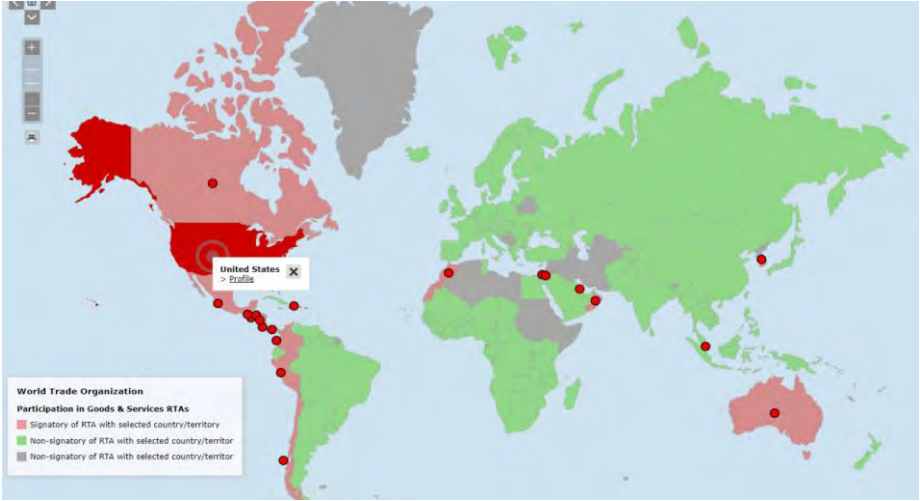 United States
> Profile
World Trade Organization
Participation in Goods & Services RTAs
Signatory of RTA with selected country/territory
Non-signatory of RTA with selected country/territor
Non-signatory of RTA with selected country/territor